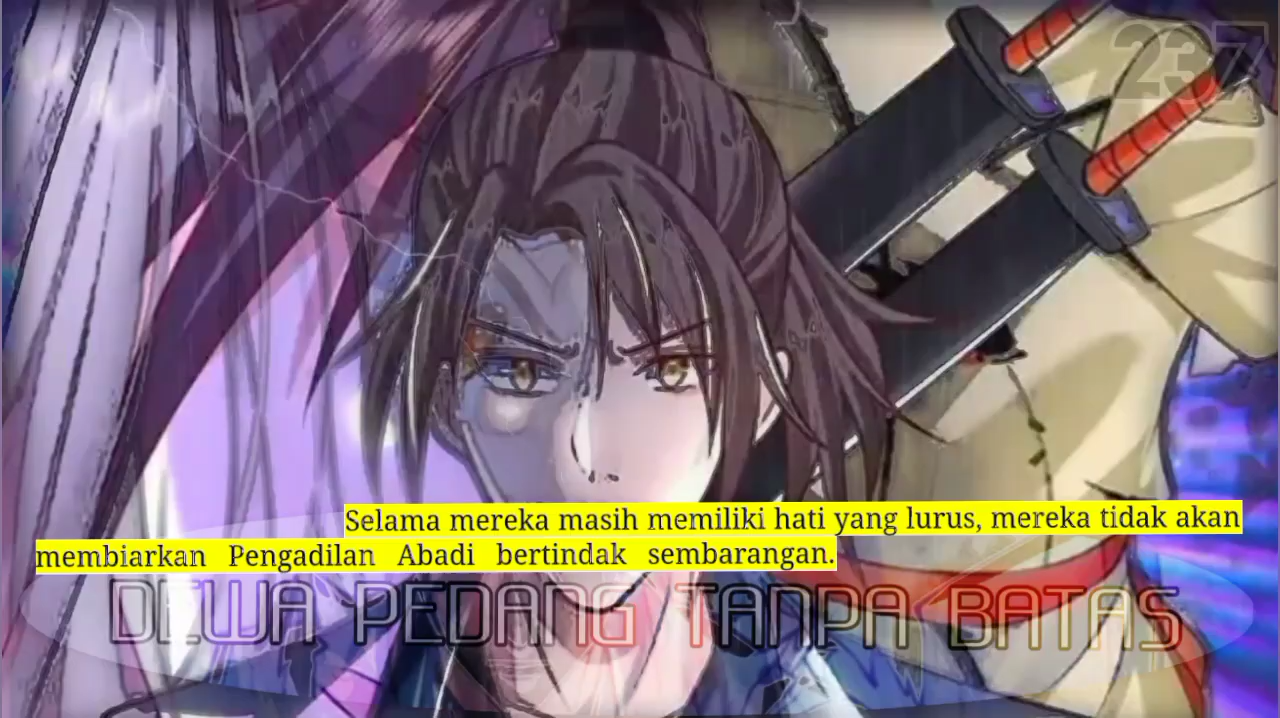 237
Selama mereka masih memiliki hati yang lurus, mereka tidak akan
membiarkan Pengadilan Abadi bertindak sembarangan.
DEWA PEDANG TANPA BATAS